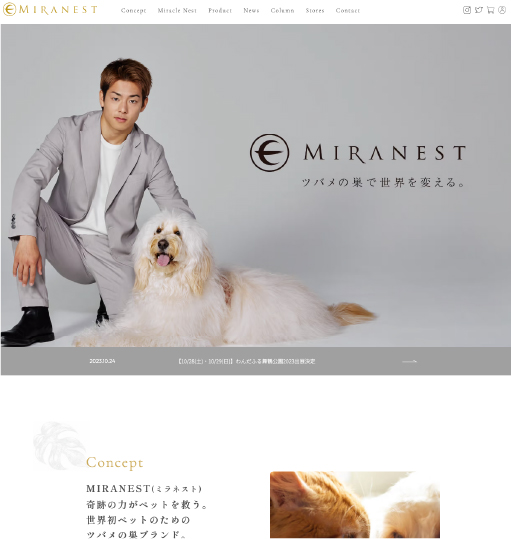 MIRANEST
Concept
Miracle Nest
Product
News
Column
Stores
Contact
MIRANEST
ツバメの巣で世界を変える。
2023.10.24
【10/28(土)・10/29(日)】わんだふる舞鶴公園2023出展決定
Concept
MIRANEST(ミラネスト)
奇跡の力がペットを救う。
世界初ペットのための
ツバメの巣ブランド。